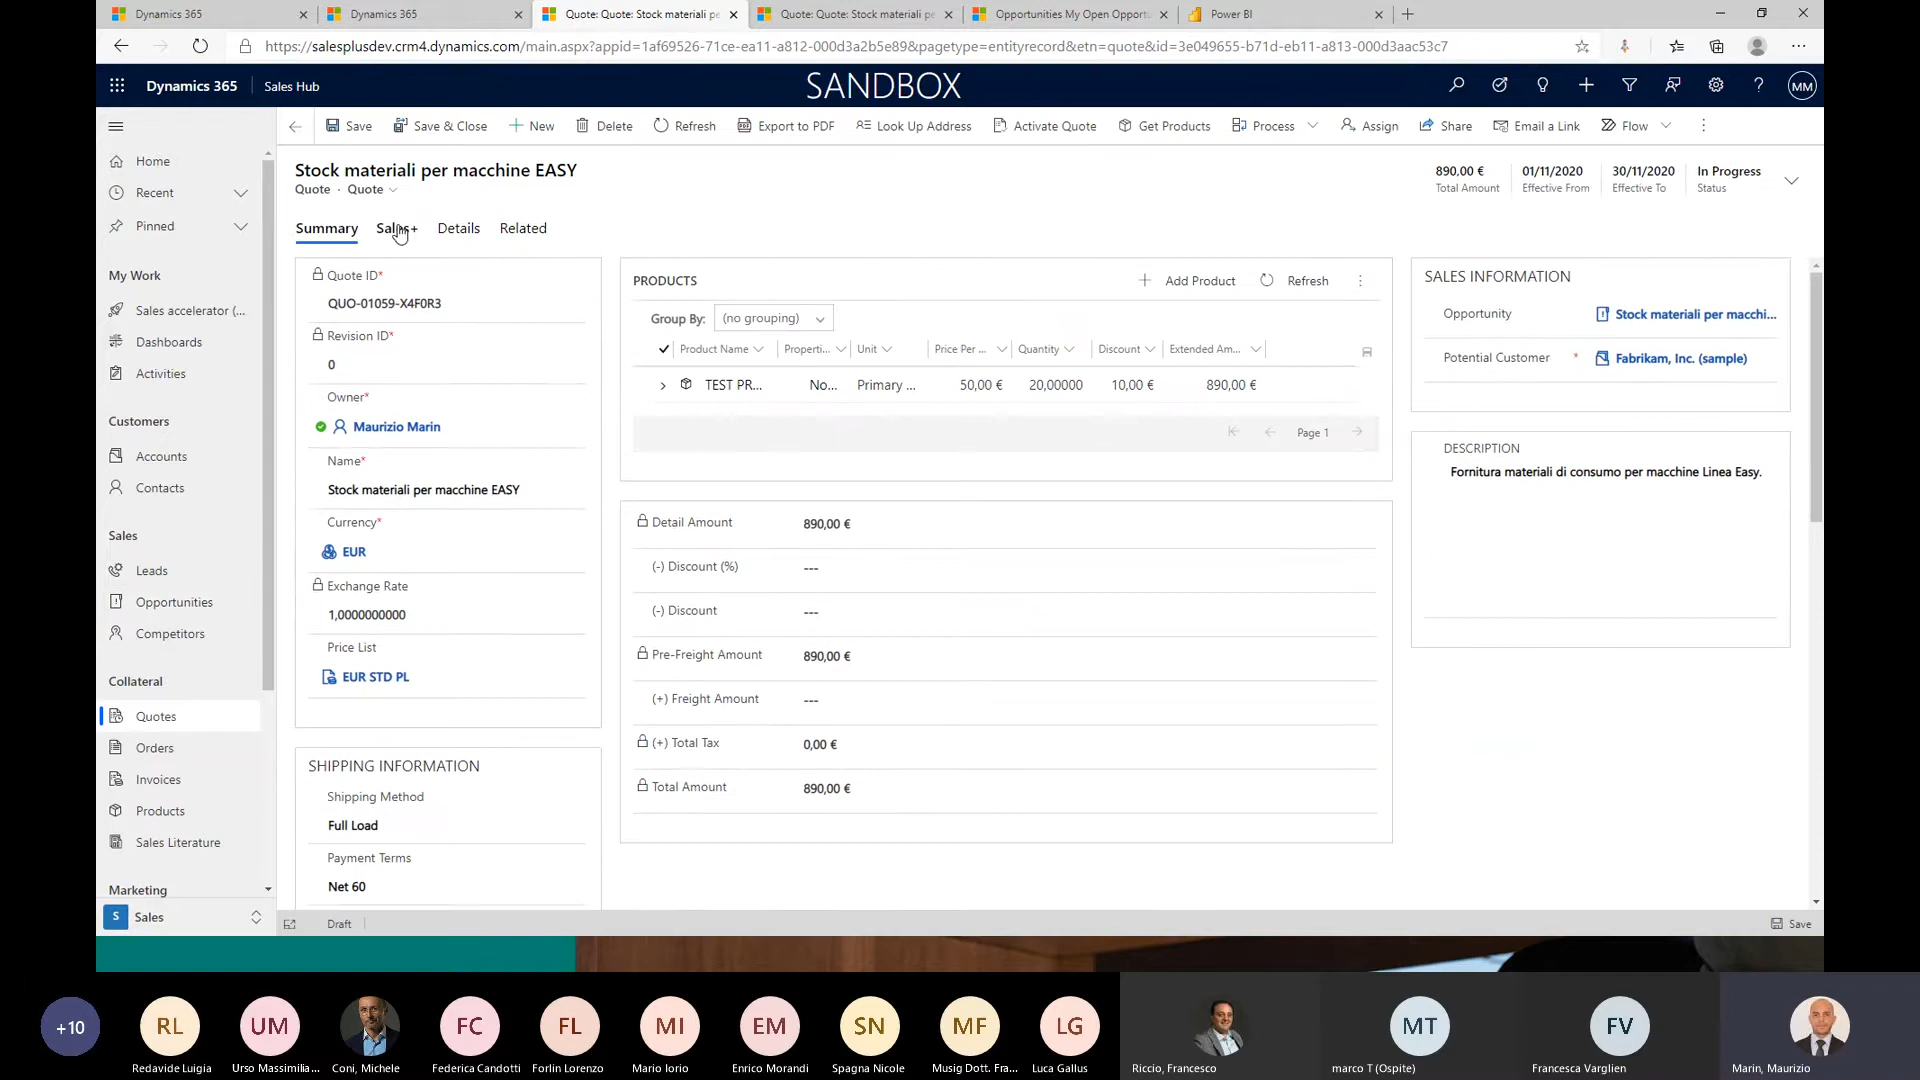 Dynamics 365
Dynamics 365
Quote: Quote: Stock materiali pe
Quote: Quote: Stock materiali pe
Opportunities My Open Opport
Power BI
https://salesplusdev.crm4.dynamics.com/main.aspx?appid=1af69526-71ce-ea11-a812-000d3a2b5e89&pagetype=entityrecord&etn=quote&id=3e049655-b71d-eb11-a813-000d3aac53c7
Dynamics 365
Sales Hub
SANDBOX
MM
Save
Save & Close
New
Delete
Refresh
Export to PDF
Look Up Address
Activate Quote
Get Products
Process
Assign
Share
Email a Link
Flow
Home
Recent
Pinned
My Work
Sales accelerator (...
Dashboards
Activities
Customers
Accounts
Contacts
Sales
Leads
Opportunities
Competitors
Collateral
Quotes
Orders
Invoices
Products
Sales Literature
Marketing
S Sales
Stock materiali per macchine EASY
Quote · Quote
890,00 €
Total Amount
01/11/2020
Effective From
30/11/2020
Effective To
In Progress
Status
Summary
Sales+
Details
Related
Quote ID*
QUO-01059-X4F0R3
Revision ID*
0
Owner*
Maurizio Marin
Name*
Stock materiali per macchine EASY
Currency*
EUR
Exchange Rate
1,0000000000
Price List
EUR STD PL
SHIPPING INFORMATION
Shipping Method
Full Load
Payment Terms
Net 60
PRODUCTS
Add Product
Refresh
Group By: (no grouping)
Product Name
Properti...
Unit
Price Per ...
Quantity
Discount
Extended Am...
TEST PR...
No...
Primary ...
50,00 €
20,00000
10,00 €
890,00 €
Page 1
Detail Amount 890,00 €
(-) Discount (%) ---
(-) Discount ---
Pre-Freight Amount 890,00 €
(+) Freight Amount ---
(+) Total Tax 0,00 €
Total Amount 890,00 €
SALES INFORMATION
Opportunity
Stock materiali per macchi...
Potential Customer *
Fabrikam, Inc. (sample)
DESCRIPTION
Fornitura materiali di consumo per macchine Linea Easy.
Draft
Save
+10
RL
UM
FC
FL
MI
EM
SN
MF
LG
MT
FV
Redavide Luigia
Urso Massimilia...
Coni, Michele
Federica Candotti
Forlin Lorenzo
Mario Iorio
Enrico Morandi
Spagna Nicole
Musig Dott. Fra...
Luca Gallus
Riccio, Francesco
marco T (Ospite)
Francesca Varglien
Marin, Maurizio